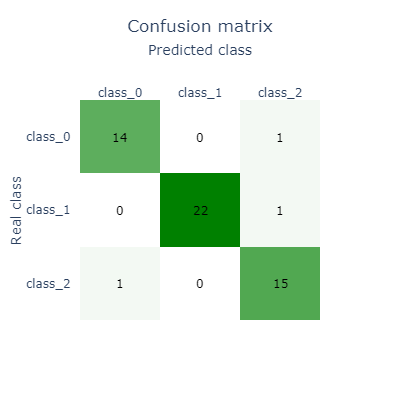 Confusion matrix
Predicted class
class_0 class_1 class_2
class_0 14 0 1
class_1 0 22 1
class_2 1 0 15
Real class